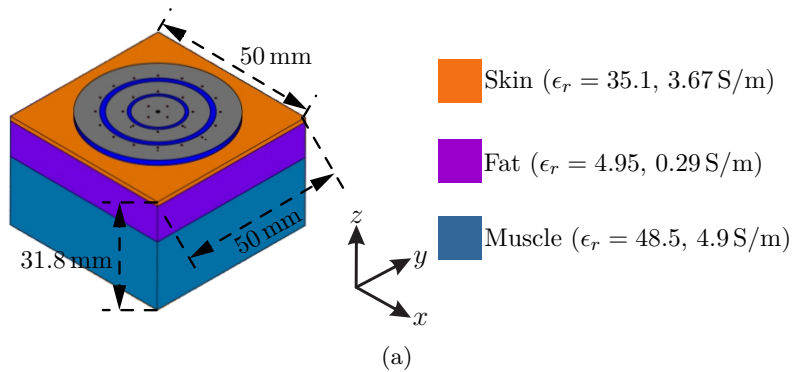 50 mm
Skin (ϵᵣ = 35.1, 3.67 S/m)
Fat (ϵᵣ = 4.95, 0.29 S/m)
50 mm
Muscle (ϵᵣ = 48.5, 4.9 S/m)
31.8 mm
z
y
x
(a)